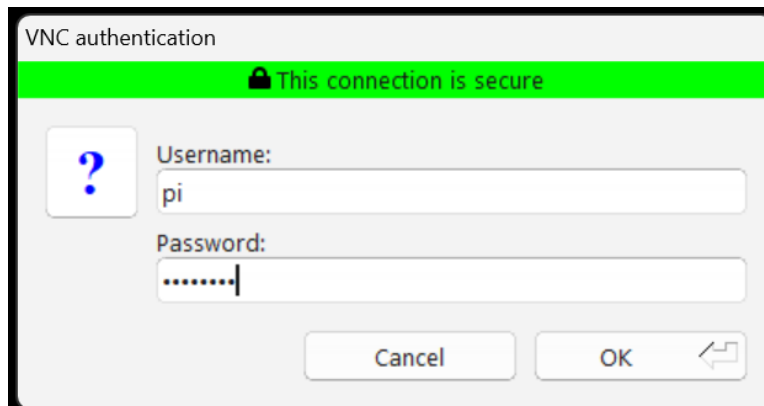 VNC authentication
This connection is secure
?
Username:
pi
Password:
••••••••
Cancel
OK